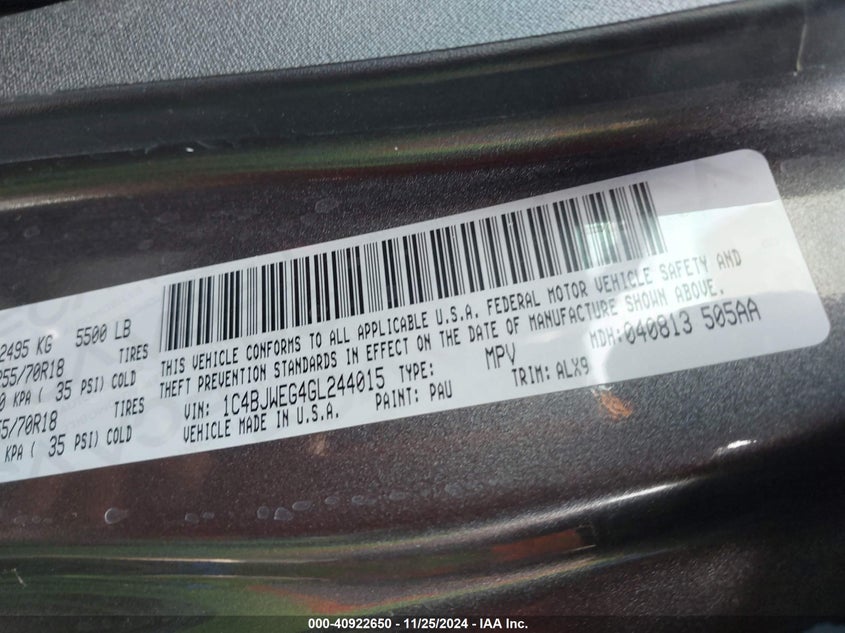 2495 KG 5500 LB
255/70R18 TIRES
0 KPA ( 35 PSI) COLD
55/70R18 TIRES
KPA ( 35 PSI) COLD
THIS VEHICLE CONFORMS TO ALL APPLICABLE U.S.A. FEDERAL MOTOR VEHICLE SAFETY AND
THEFT PREVENTION STANDARDS IN EFFECT ON THE DATE OF MANUFACTURE SHOWN ABOVE.
VIN: 1C4BJWEG4GL244015 TYPE: MPV MDH:040813 505AA
VEHICLE MADE IN U.S.A. PAINT: PAU TRIM: ALX9
000-40922650 - 11/25/2024 - IAA Inc.